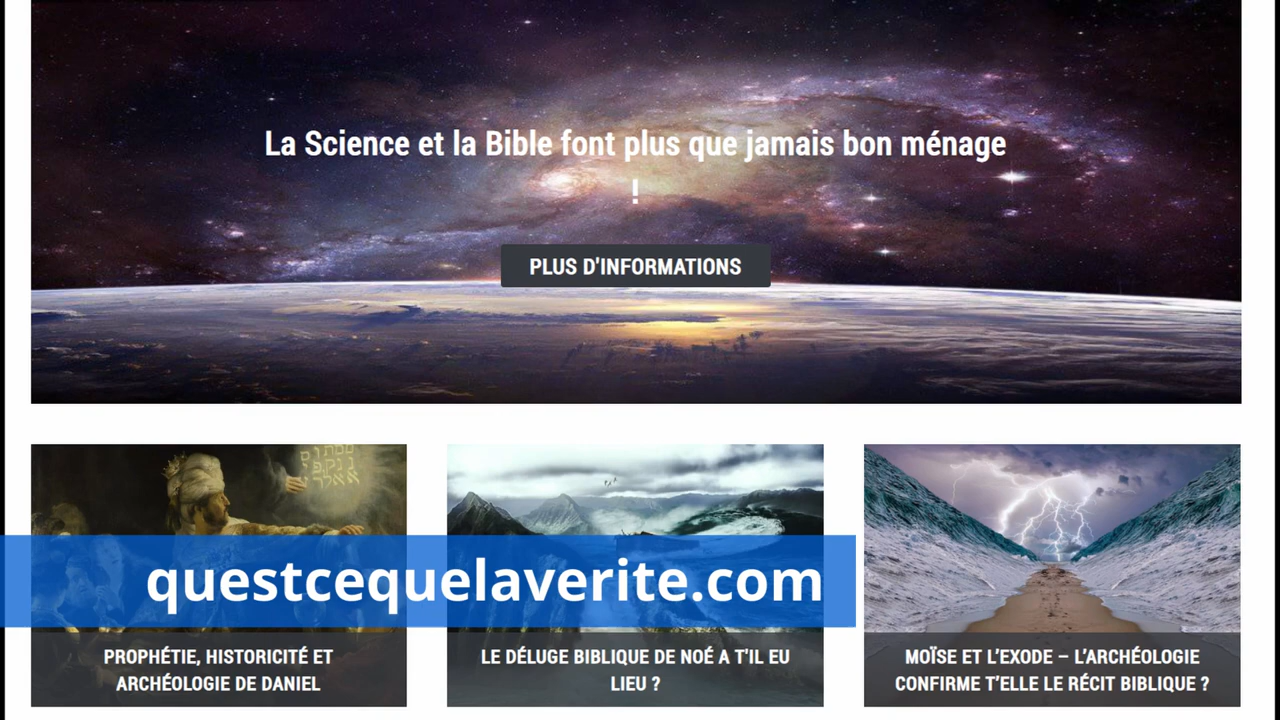 La Science et la Bible font plus que jamais bon ménage
!
PLUS D'INFORMATIONS
questcequelaverite.com
PROPHÉTIE, HISTORICITÉ ET
ARCHÉOLOGIE DE DANIEL
LE DÉLUGE BIBLIQUE DE NOÉ A T'IL EU
LIEU ?
MOÏSE ET L'EXODE – L'ARCHÉOLOGIE
CONFIRME T'ELLE LE RÉCIT BIBLIQUE ?